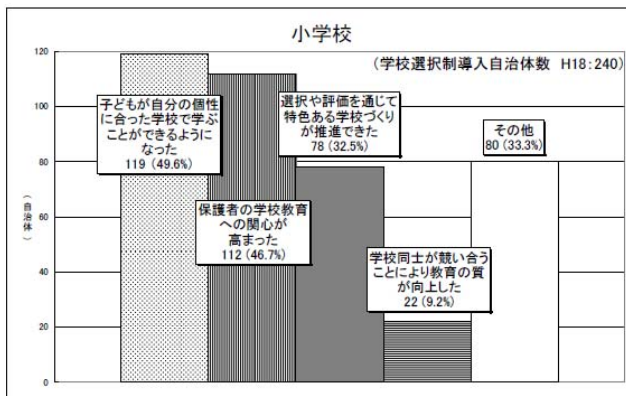 小学校
(学校選択制導入自治体数 H18:240)
120
100
80
60
40
20
0
(自治体)
子どもが自分の個性
に合った学校で学ぶ
ことができるように
なった
119(49.6%)
保護者の学校教育
への関心が
高まった
112(46.7%)
選択や評価を通じて
特色ある学校づくり
が推進できた
78(32.5%)
学校同士が競い合う
ことにより教育の質
が向上した
22(9.2%)
その他
80(33.3%)